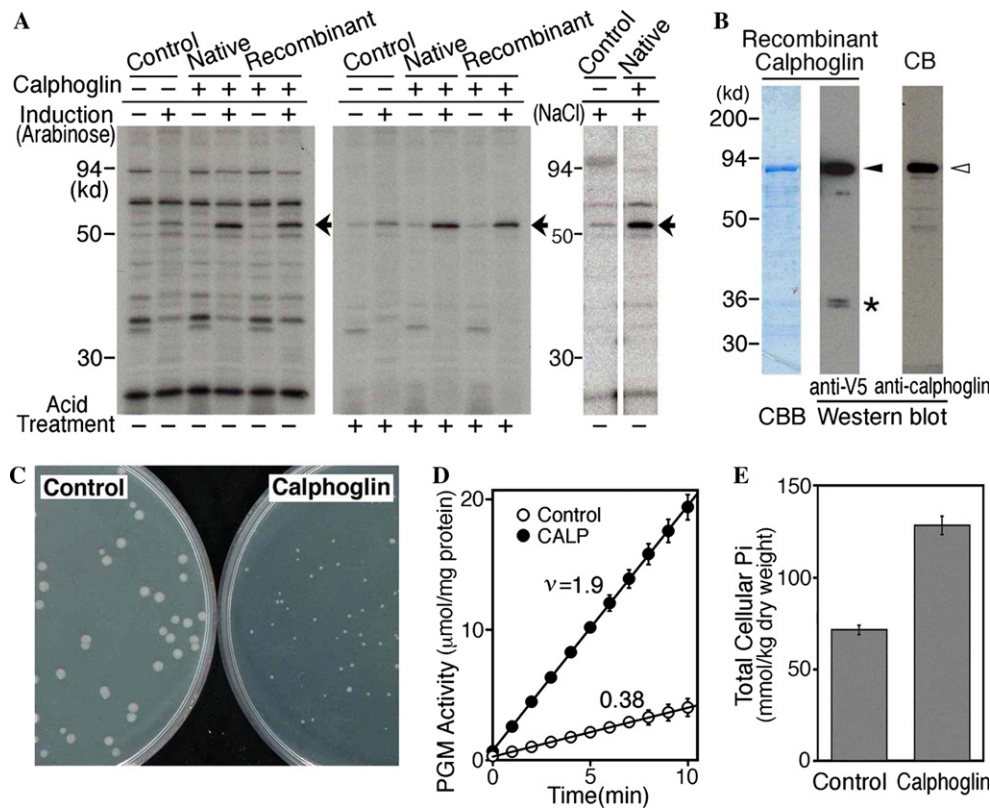 A
Control Native Recombinant
Calphoglin − − + + + +
Induction − + − + − +
(Arabinose)
94
(kd)
50
30
Acid
Treatment − − − − − −
Control Native Recombinant
− − + + + +
− + − + − +
+ + + + + +
Control Native
− +
(NaCl) + +
94
50
30
− −
B
Recombinant
Calphoglin CB
(kd)
200
94
50
36
*
30
anti-V5 anti-calphoglin
CBB Western blot
C
Control Calphoglin
D
PGM Activity (μmol/mg protein)
20
10
0
Control
CALP
ν=1.9
0.38
0 5 10
Time(min)
E
Total Cellular Pi
(mmol/kg dry weight)
150
100
50
0
Control Calphoglin